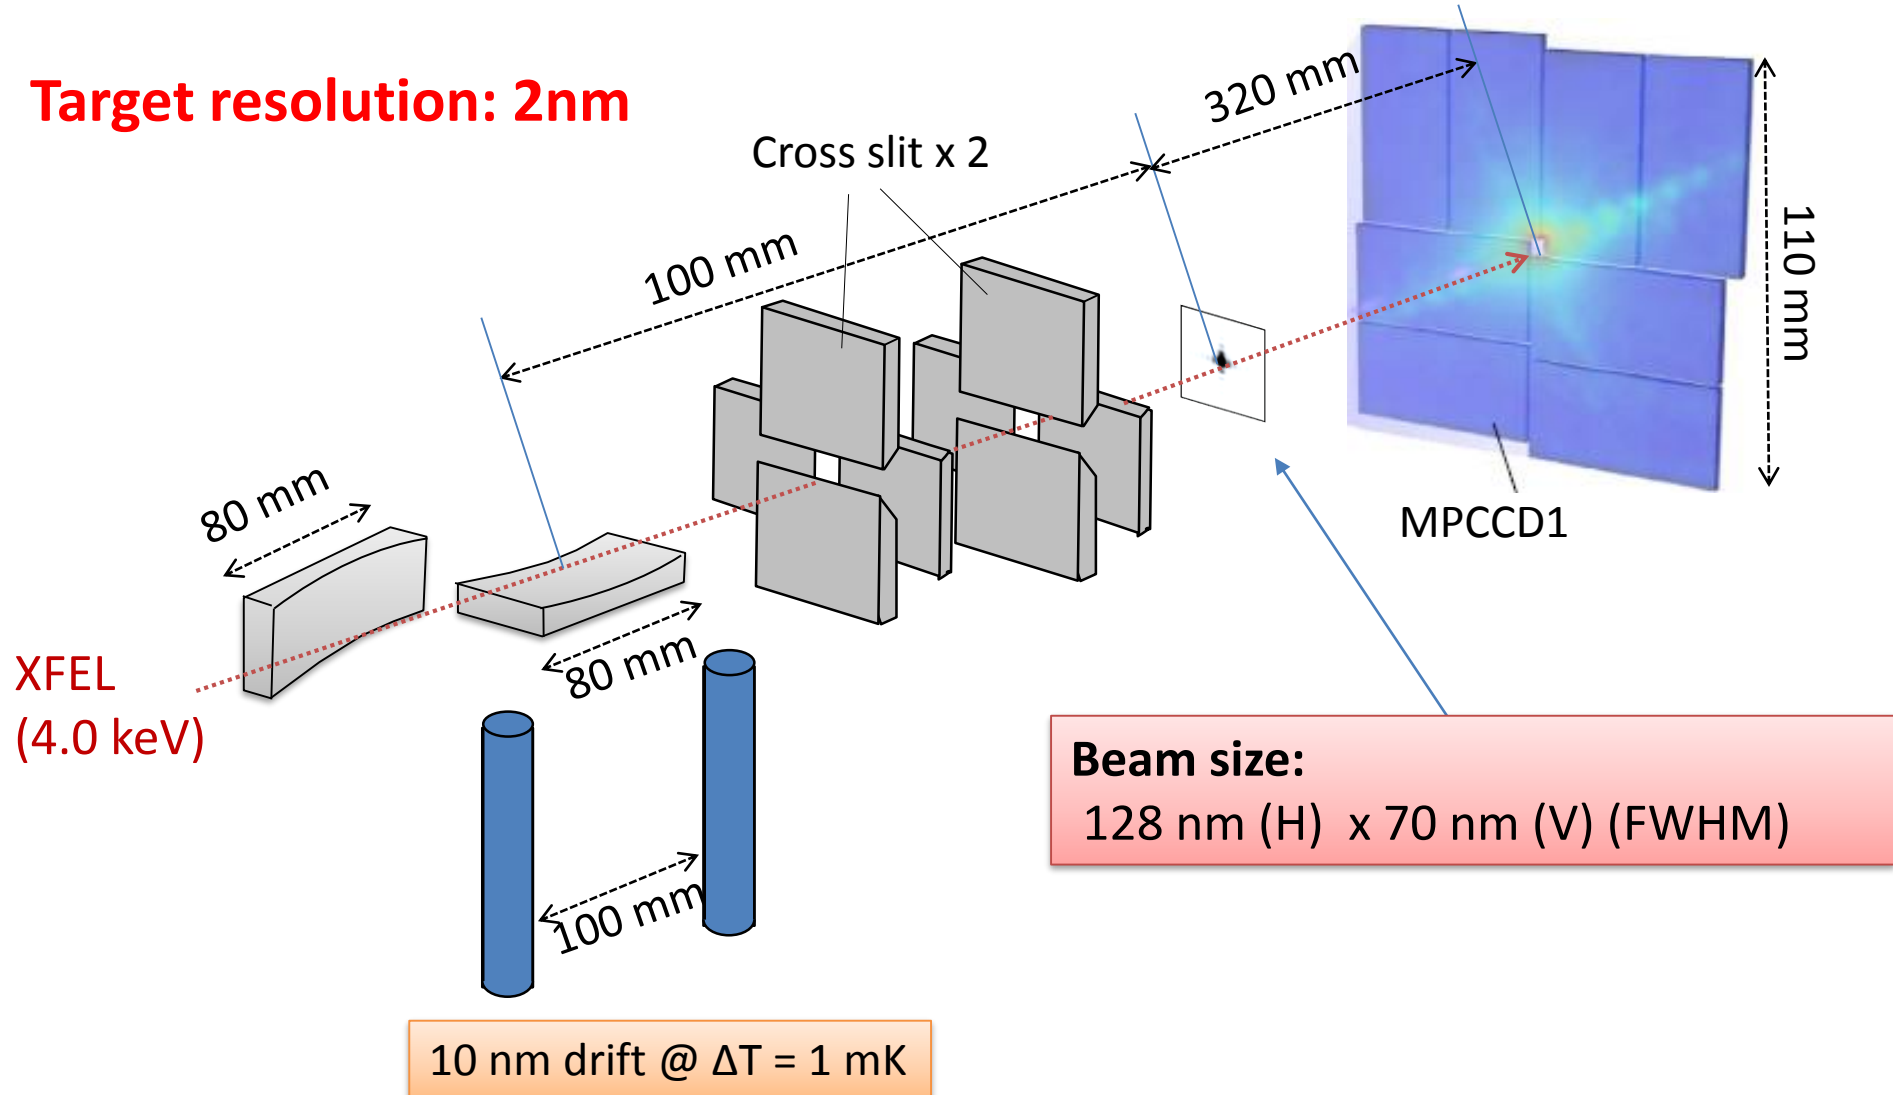 Target resolution: 2nm
320 mm
Cross slit x 2
100 mm
110 mm
80 mm
MPCCD1
80 mm
XFEL
(4.0 keV)
Beam size:
128 nm (H) x 70 nm (V) (FWHM)
100 mm
10 nm drift @ ΔT = 1 mK